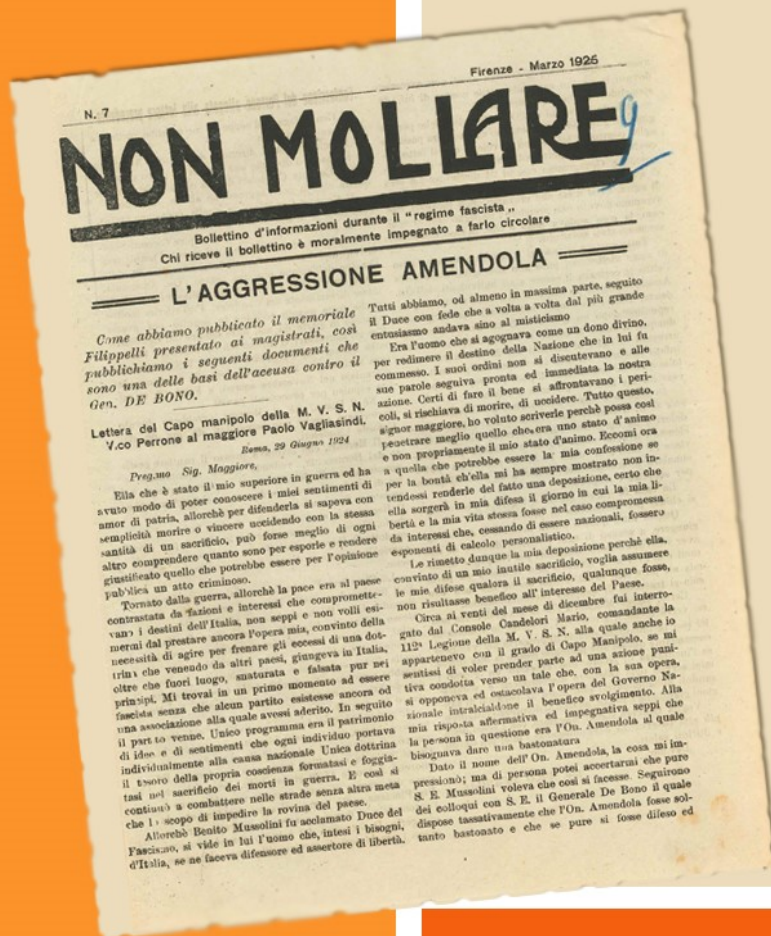 N. 7
Firenze - Marzo 1925
NON MOLLARE
9
Bollettino d'informazioni durante il "regime fascista„
Chi riceve il bollettino è moralmente impegnato a farlo circolare
L'AGGRESSIONE AMENDOLA
Come abbiamo pubblicato il memoriale
Filippelli presentato ai magistrati, così
pubblichiamo i seguenti documenti che
sono una delle basi dell'aceusa contro il
Gen. DE BONO.
Lettera del Capo manipolo della M. V. S. N.
V.co Perrone al maggiore Paolo Vagliasindi.
Roma, 29 Giugno 1924
Preg.mo Sig. Maggiore,
Ella che è stato il mio superiore in guerra ed ha
avuto modo di poter conoscere i miei sentimenti di
amor di patria, allorchè per difenderla si sapeva con
semplicità morire o vincere uccidendo con la stessa
santità di un sacrificio, può forse meglio di ogni
altro comprendere quanto sono per esporle e rendere
giustificato quello che potrebbe essere per l'opinione
pubblica un atto criminoso.
Tornato dalla guerra, allorchè la pace era al paese
contrastata da fazioni e interessi che compromette-
vano i destini dell'Italia, non seppi e non volli esi-
mermi dal prestare ancora l'opera mia, convinto della
necessità di agire per frenare gli eccessi di una dot-
trina che venendo da altri paesi, giungeva in Italia,
oltre che fuori luogo, snaturata e falsata pur nei
principi. Mi trovai in un primo momento ad essere
fascista senza che alcun partito esistesse ancora od
una associazione alla quale avessi aderito. In seguito
il partito venne. Unico programma era il patrimonio
di idee e di sentimenti che ogni individuo portava
individualmente alla causa nazionale Unica dottrina
il tesoro della propria coscienza formatasi e foggia-
tasi nel sacrificio dei morti in guerra. E così si
continuò a combattere nelle strade senza altra meta
che lo scopo di impedire la rovina del paese.
Allorchè Benito Mussolini fu acclamato Duce del
Fascismo, si vide in lui l'uomo che, intesi i bisogni,
d'Italia, se ne faceva difensore ed assertore di libertà.
Tutti abbiamo, od almeno in massima parte, seguito
il Duce con fede che a volta a volta dal più grande
entusiasmo andava sino al misticismo
Era l'uomo che si agognava come un dono divino,
per redimere il destino della Nazione che in lui fu
commesso. I suoi ordini non si discutevano e alle
sue parole seguiva pronta ed immediata la nostra
azione. Certi di fare il bene si affrontavano i peri-
coli, si rischiava di morire, di uccidere. Tutto questo,
signor maggiore, ho voluto scriverle perchè possa così
penetrare meglio quello che, era uno stato d'animo
e non propriamente il mio stato d'animo. Eccomi ora
a quella che potrebbe essere la mia confessione se
per la bontà ch'ella mi ha sempre mostrato non in-
tendessi renderle del fatto una deposizione, certo che
ella sorgerà in mia difesa il giorno in cui la mia li-
bertà e la mia vita stessa fosse nel caso compromessa
da interessi che, cessando di essere nazionali, fossero
esponenti di calcolo personalistico.
Le rimetto dunque la mia deposizione perchè ella,
convinto di un mio inutile sacrificio, voglia assumere
le mie difese qualora il sacrificio, qualunque fosse,
non risultasse benefico all'interesse del Paese.
Circa ai venti del mese di dicembre fui interro-
gato dal Console Candelori Mario, comandante la
112ª Legione della M. V. S. N. alla quale anche io
appartenevo con il grado di Capo Manipolo, se mi
sentissi di voler prender parte ad una azione puni-
tiva condotta verso un tale che, con la sua opera,
si opponeva ed ostacolava l'opera del Governo Na-
zionale intralciandone il benefico svolgimento. Alla
mia risposta affermativa ed impegnativa seppi che
la persona in questione era l'On. Amendola al quale
bisognava dare una bastonatura
Dato il nome dell'On. Amendola, la cosa mi im-
pressionò; ma di persona potei accertarmi che pure
S. E. Mussolini voleva che così si facesse. Seguirono
dei colloqui con S. E. il Generale De Bono il quale
dispose tassativamente che l'On. Amendola fosse sol-
tanto bastonato e che se pure si fosse difeso ed